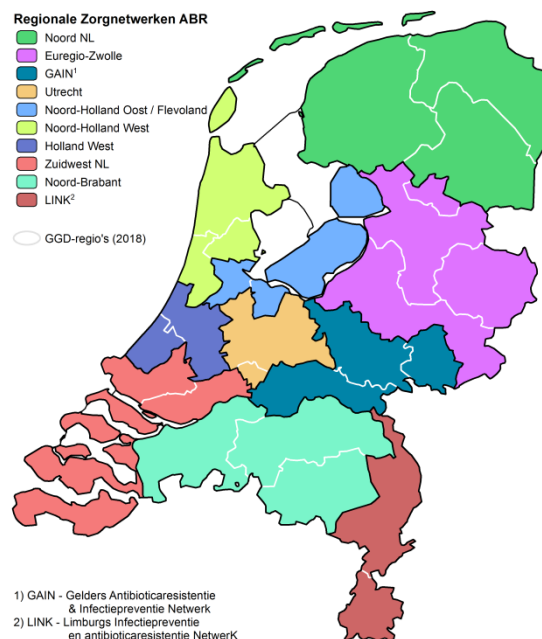 Regionale Zorgnetwerken ABR
Noord NL
Euregio-Zwolle
GAIN¹
Utrecht
Noord-Holland Oost / Flevoland
Noord-Holland West
Holland West
Zuidwest NL
Noord-Brabant
LINK²
GGD-regio's (2018)
1) GAIN - Gelders Antibioticaresistentie
& Infectiepreventie Netwerk
2) LINK - Limburgs Infectiepreventie
en antibioticaresistentie NetwerK